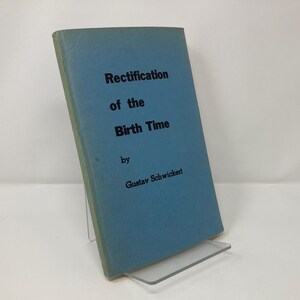 Rectification
of the
Birth Time
by
Gustav Schwickert